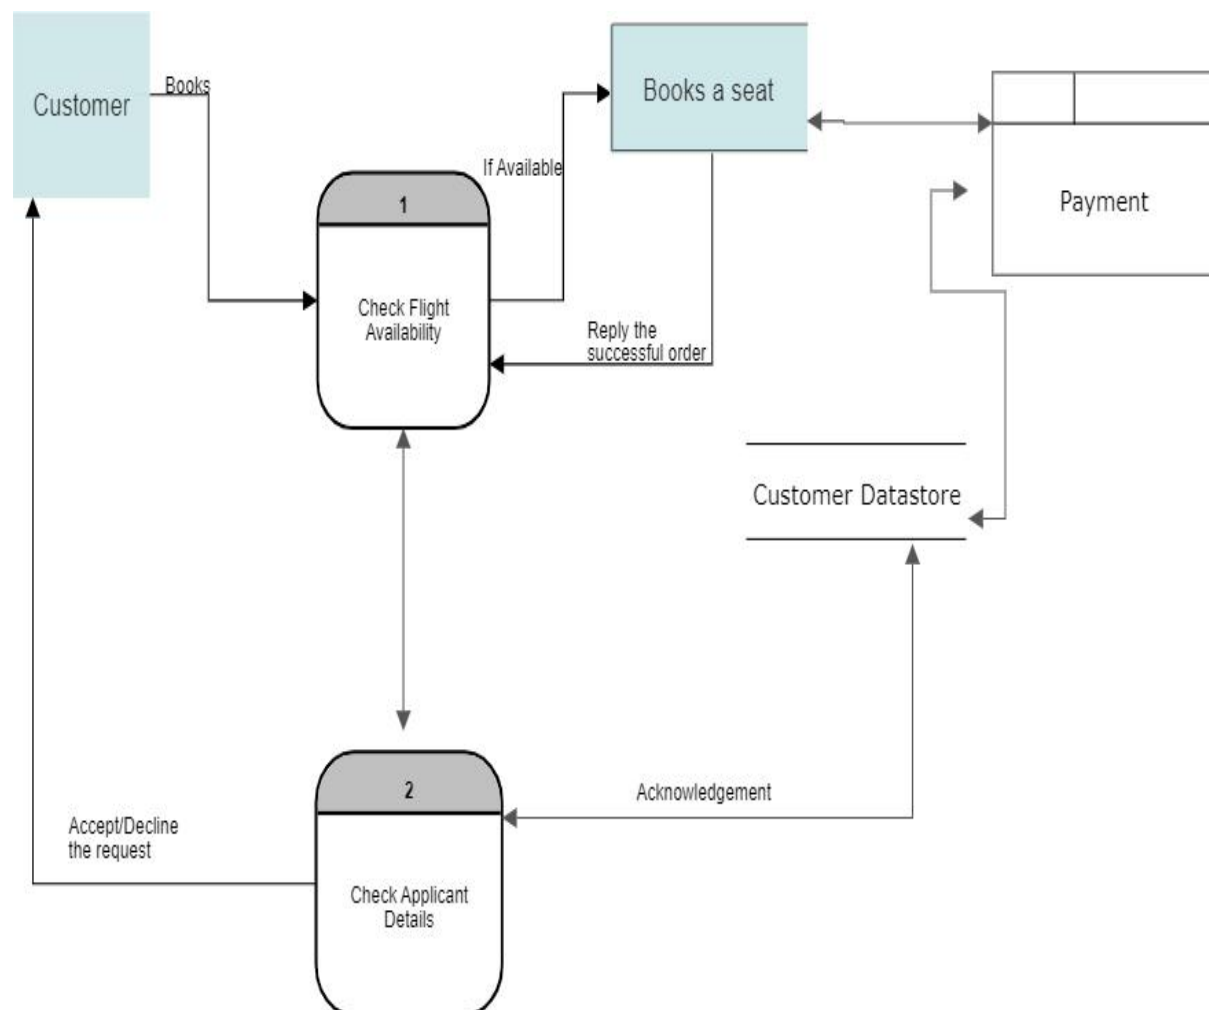 Customer
Books
Books a seat
If Available
1
Check Flight
Availability
Payment
Reply the
successful order
Customer Datastore
2
Acknowledgement
Accept/Decline
the request
Check Applicant
Details